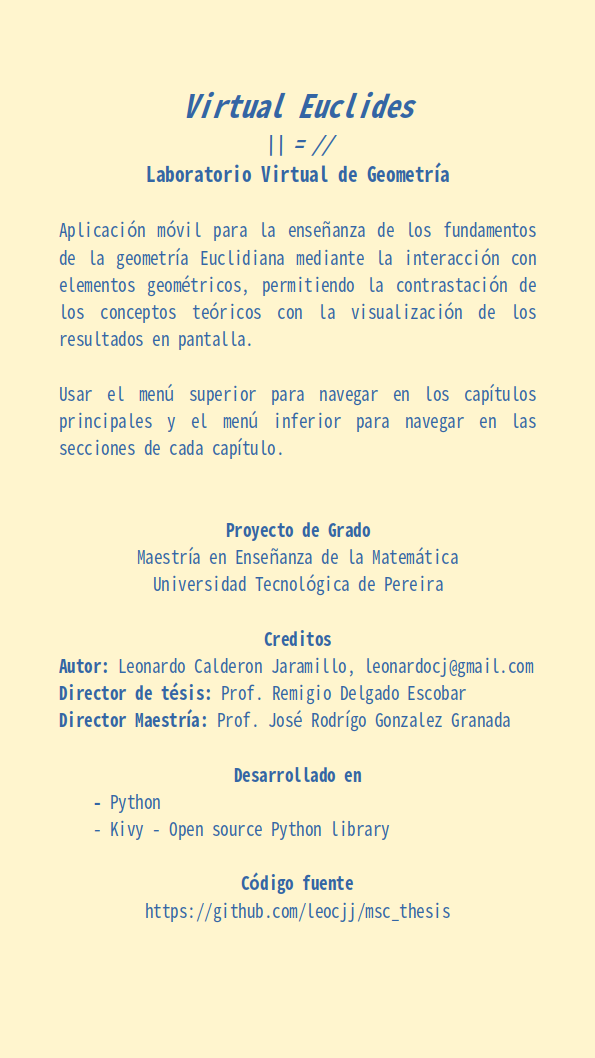 Virtual Euclides
|| = //
Laboratorio Virtual de Geometría
Aplicación móvil para la enseñanza de los fundamentos
de la geometría Euclidiana mediante la interacción con
elementos geométricos, permitiendo la contrastación de
los conceptos teóricos con la visualización de los
resultados en pantalla.
Usar el menú superior para navegar en los capítulos
principales y el menú inferior para navegar en las
secciones de cada capítulo.
Proyecto de Grado
Maestría en Enseñanza de la Matemática
Universidad Tecnológica de Pereira
Creditos
Autor: Leonardo Calderon Jaramillo, leonardocj@gmail.com
Director de tésis: Prof. Remigio Delgado Escobar
Director Maestría: Prof. José Rodrígo Gonzalez Granada
Desarrollado en
- Python
- Kivy - Open source Python library
Código fuente
https://github.com/leocjj/msc_thesis